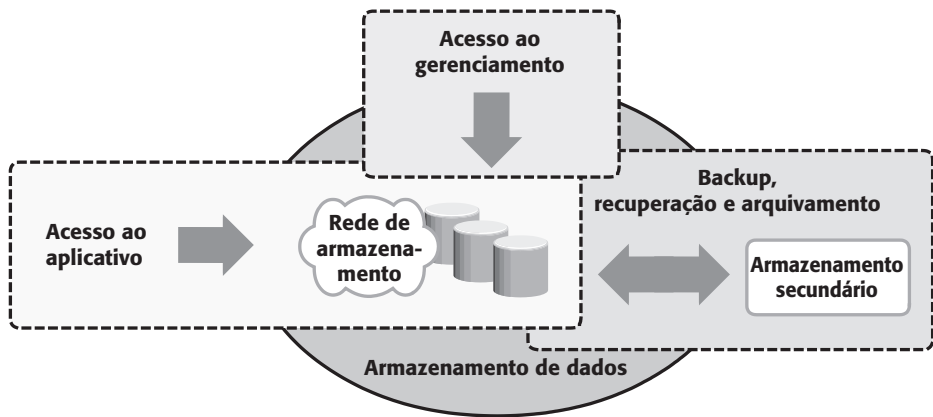 Acesso ao
gerenciamento
Backup,
recuperação e arquivamento
Acesso ao
aplicativo
Rede de
armazena-
mento
Armazenamento
secundário
Armazenamento de dados